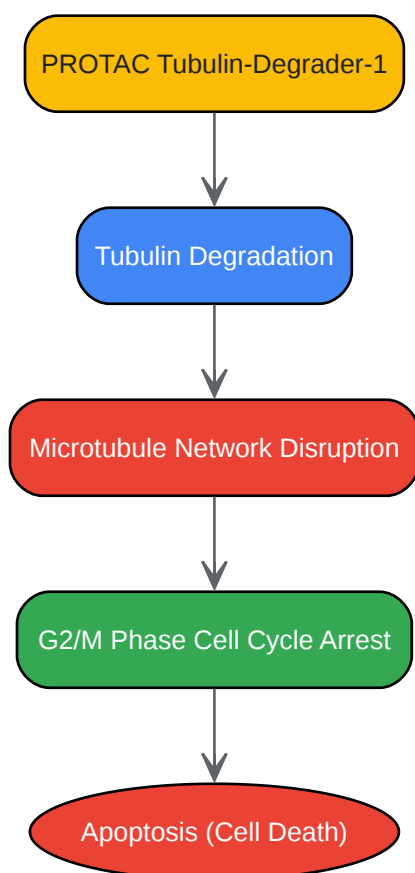 PROTAC Tubulin-Degrader-1
Tubulin Degradation
Microtubule Network Disruption
G2/M Phase Cell Cycle Arrest
Apoptosis (Cell Death)